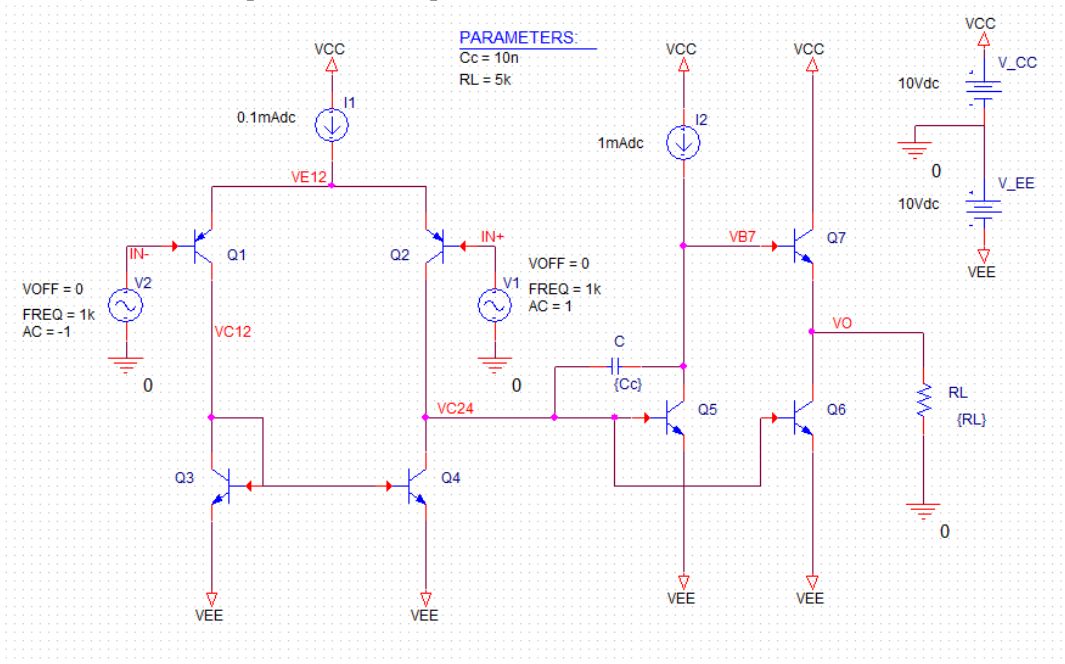 PARAMETERS:
Cc = 10n
RL = 5k
VCC
I1
0.1mAdc
VE12
VCC
I2
1mAdc
VCC
VCC
V_CC
10Vdc
0
V_EE
10Vdc
VEE
IN-
Q1
Q2
IN+
V2
VOFF = 0
FREQ = 1k
AC = -1
0
V1
VOFF = 0
FREQ = 1k
AC = 1
0
VB7
Q7
VC12
VC24
C
{Cc}
VO
RL
{RL}
0
Q3
Q4
Q5
Q6
VEE
VEE
VEE
VEE